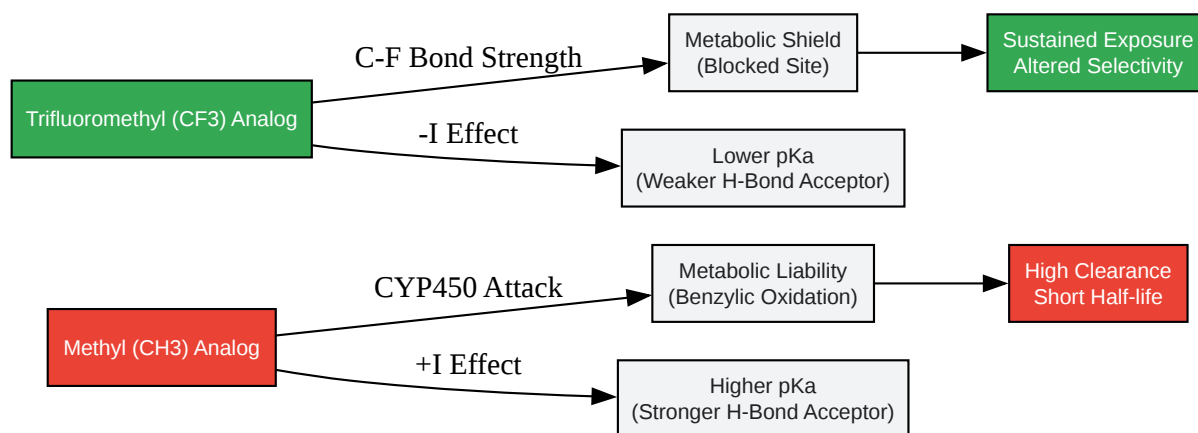 C-F Bond Strength
Metabolic Shield
(Blocked Site)
Sustained Exposure
Altered Selectivity
Trifluoromethyl (CF3) Analog
-I Effect
Lower pKa
(Weaker H-Bond Acceptor)
CYP450 Attack
Metabolic Liability
(Benzylic Oxidation)
High Clearance
Short Half-life
Methyl (CH3) Analog
+I Effect
Higher pKa
(Stronger H-Bond Acceptor)